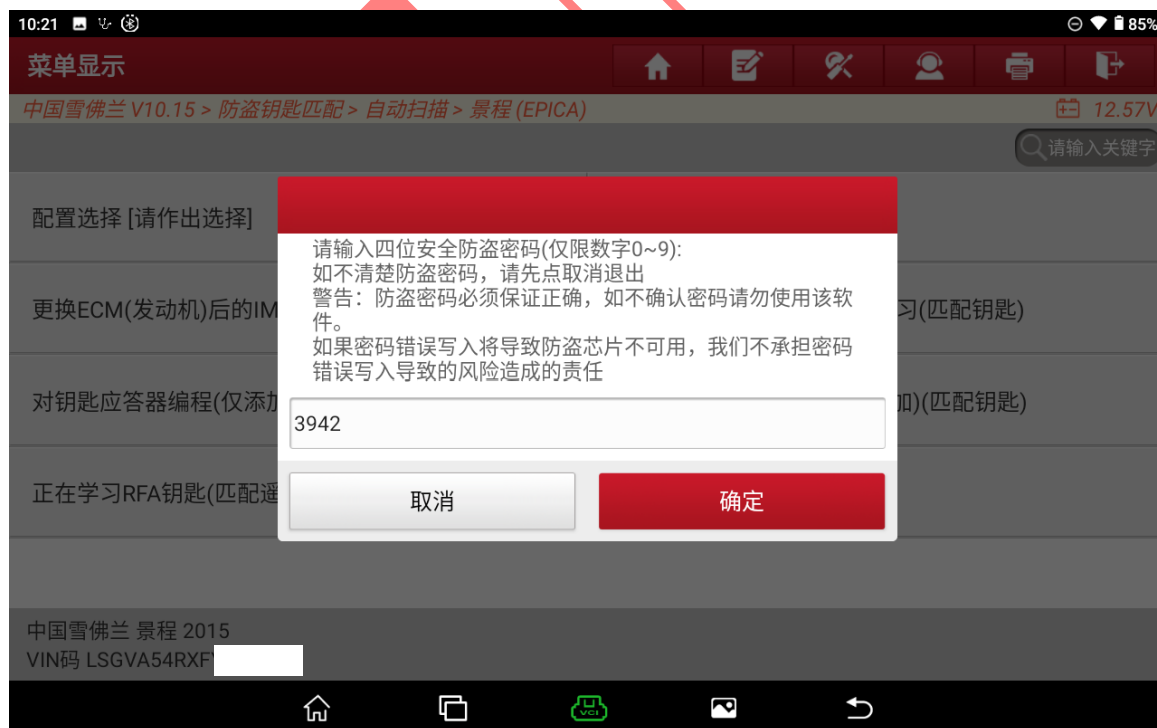 10:21
85%
菜单显示
中国雪佛兰 V10.15 > 防盗钥匙匹配 > 自动扫描 > 景程 (EPICA)
12.57V
请输入关键字
配置选择 [请作出选择]
请输入四位安全防盗密码(仅限数字0~9):
如不清楚防盗密码，请先点取消退出
警告：防盗密码必须保证正确，如不确认密码请勿使用该软
件。
如果密码错误写入将导致防盗芯片不可用，我们不承担密码
错误写入导致的风险造成的责任
更换ECM(发动机)后的IM
习(匹配钥匙)
3942
对钥匙应答器编程(仅添加
加)(匹配钥匙)
正在学习RFA钥匙(匹配遥
取消
确定
中国雪佛兰 景程 2015
VIN码 LSGVA54RXF
VCI